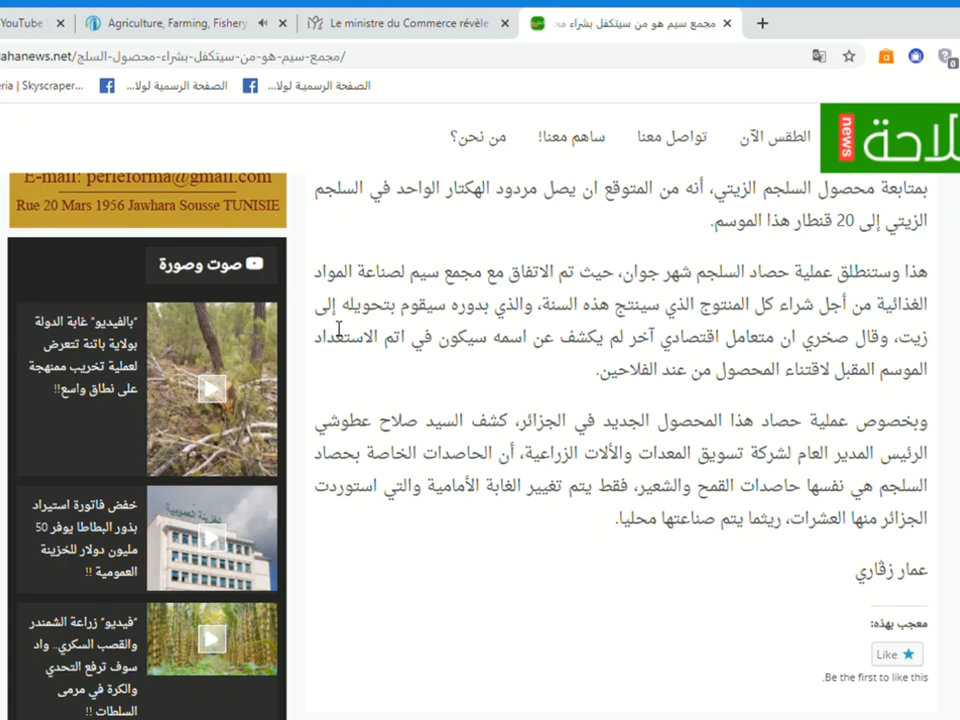 YouTube
Agriculture, Farming, Fishery
Le ministre du Commerce révèle
مجمع سيم هو من سيتكفل بشراء مح
ahanews.net/مجمع-سيم-هو-من-سيتكفل-بشراء-محصول-السلج/
eria | Skyscraper...
الصفحة الرسمية لولا...
الصفحة الرسمية لولا...
الطقس الآن
تواصل معنا
ساهم معنا!
من نحن؟
لاحة
news
E-mail: perleforma@gmail.com
Rue 20 Mars 1956 Jawhara Sousse TUNISIE
بمتابعة محصول السلجم الزيتي، أنه من المتوقع ان يصل مردود الهكتار الواحد في السلجم
الزيتي إلى 20 قنطار هذا الموسم.
هذا وستنطلق عملية حصاد السلجم شهر جوان، حيث تم الاتفاق مع مجمع سيم لصناعة المواد
الغذائية من أجل شراء كل المنتوج الذي سينتج هذه السنة، والذي بدوره سيقوم بتحويله إلى
زيت، وقال صخري ان متعامل اقتصادي آخر لم يكشف عن اسمه سيكون في اتم الاستعداد
الموسم المقبل لاقتناء المحصول من عند الفلاحين.
وبخصوص عملية حصاد هذا المحصول الجديد في الجزائر، كشف السيد صلاح عطوشي
الرئيس المدير العام لشركة تسويق المعدات والألات الزراعية، أن الحاصدات الخاصة بحصاد
السلجم هي نفسها حاصدات القمح والشعير، فقط يتم تغيير الغابة الأمامية والتي استوردت
الجزائر منها العشرات، ريثما يتم صناعتها محليا.
عمار زڤاري
معجب بهذه:
Like
Be the first to like this.
صوت وصورة
"بالفيديو" غابة الدولة
بولاية باتنة تتعرض
لعملية تخريب ممنهجة
على نطاق واسع!!
خفض فاتورة استيراد
بذور البطاطا يوفر 50
مليون دولار للخزينة
العمومية !!
الخزينة العمومية
"فيديو" زراعة الشمندر
والقصب السكري.. واد
سوف ترفع التحدي
والكرة في مرمى
السلطات !!